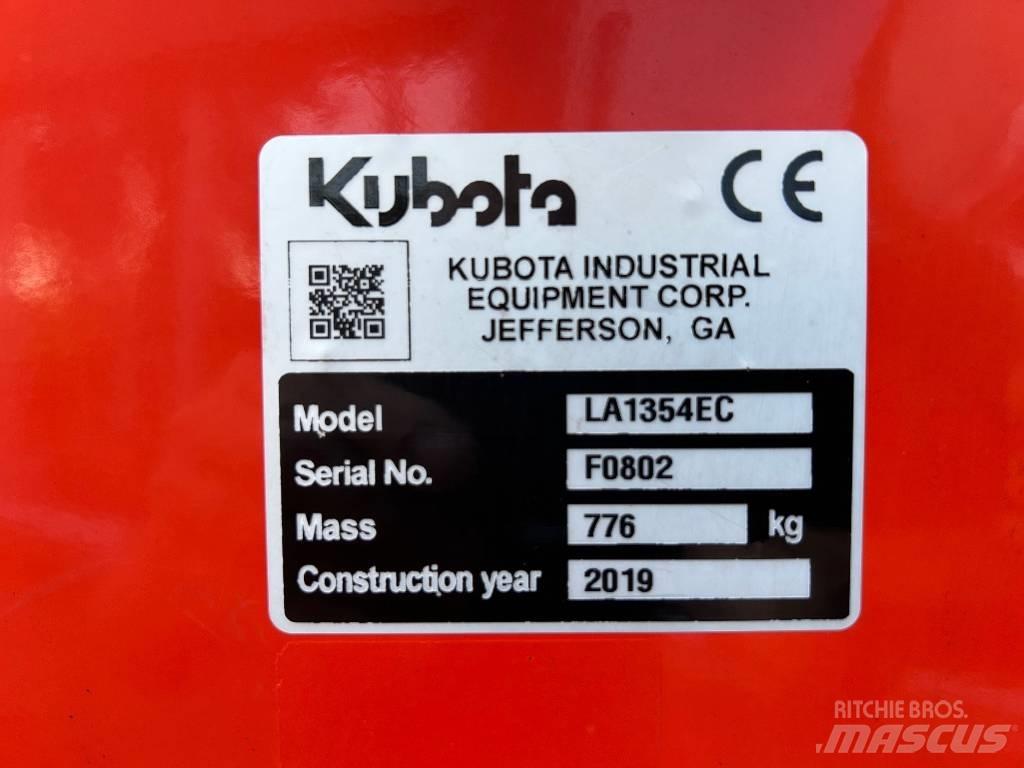 Kubota CE
KUBOTA INDUSTRIAL
EQUIPMENT CORP.
JEFFERSON, GA
Model LA1354EC
Serial No. F0802
Mass 776 kg
Construction year 2019
RITCHIE BROS.
MASCUS